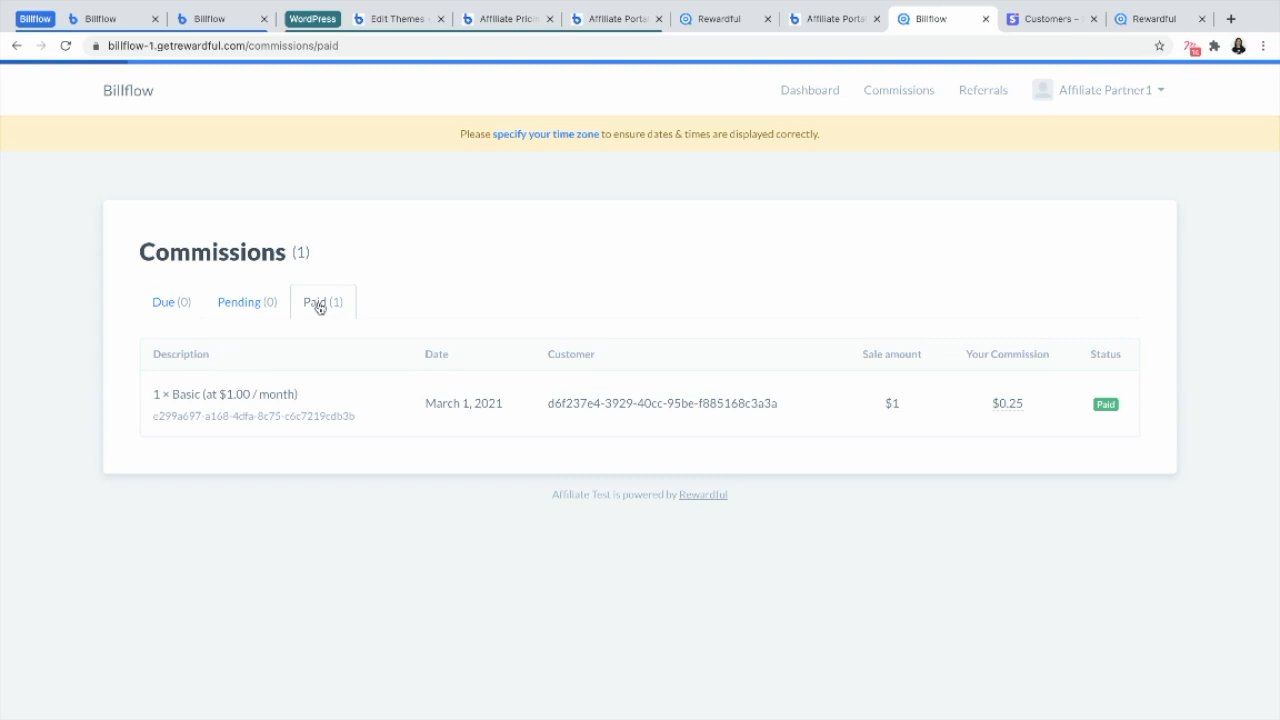 Billflow Billflow Billflow WordPress Edit Themes Affiliate Pric Affiliate Porta Rewardful Affiliate Porta Billflow Customers – Rewardful
billflow-1.getrewardful.com/commissions/paid
Billflow Dashboard Commissions Referrals Affiliate Partner1
Please specify your time zone to ensure dates & times are displayed correctly.
Commissions (1)
Due (0) Pending (0) Paid (1)
Description Date Customer Sale amount Your Commission Status
1 × Basic (at $1.00 / month)
e299a697-a168-4dfa-8c75-c6c7219cdb3b
March 1, 2021 d6f237e4-3929-40cc-95be-f885168c3a3a $1 $0.25 Paid
Affiliate Test is powered by Rewardful